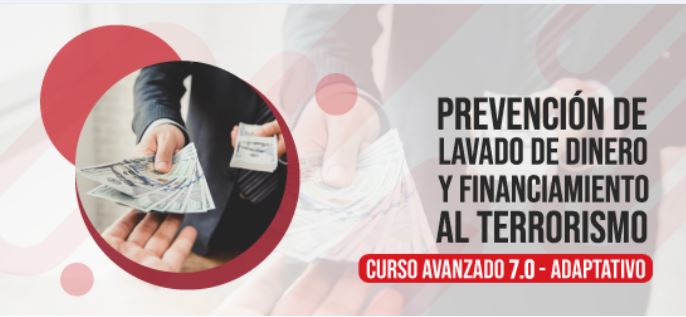 PREVENCIÓN DE
LAVADO DE DINERO
Y FINANCIAMIENTO
AL TERRORISMO
CURSO AVANZADO 7.0 - ADAPTATIVO